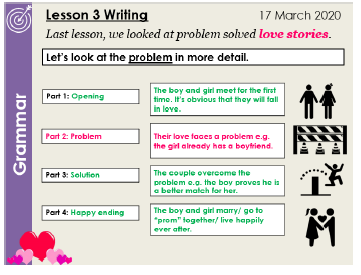 Lesson 3 Writing
17 March 2020
Last lesson, we looked at problem solved love stories.
Let's look at the problem in more detail.
Grammar
Part 1: Opening
The boy and girl meet for the first
time. It's obvious that they will fall
in love.
Part 2: Problem
Their love faces a problem e.g.
the girl already has a boyfriend.
Part 3: Solution
The couple overcome the
problem e.g. the boy proves he is
a better match for her.
Part 4: Happy ending
The boy and girl marry/ go to
"prom" together/ live happily
ever after.